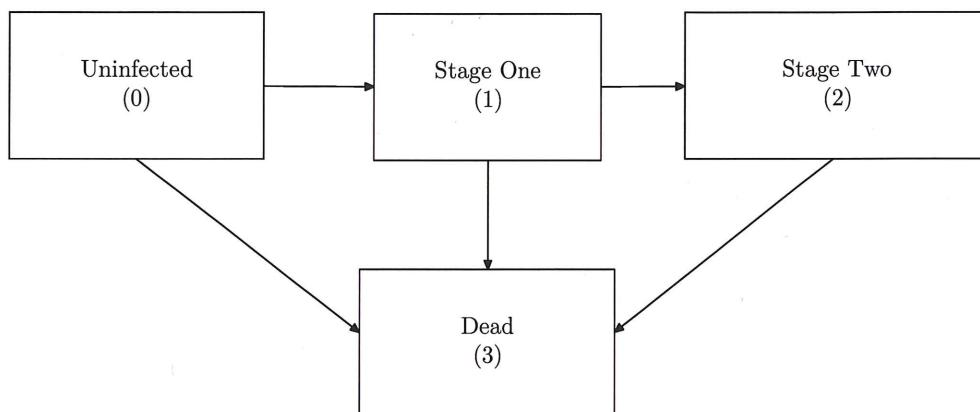 Uninfected
(0)
Stage One
(1)
Stage Two
(2)
Dead
(3)